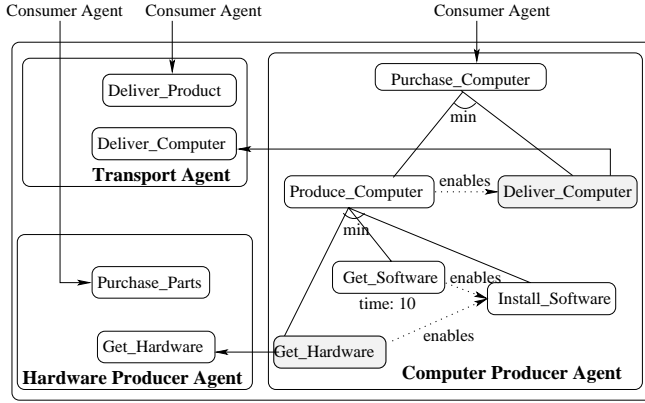 Consumer Agent
Consumer Agent
Consumer Agent
Deliver_Product
Purchase_Computer
min
Deliver_Computer
Transport Agent
Produce_Computer
enables
Deliver_Computer
min
Purchase_Parts
Get_Software
enables
time: 10
Install_Software
Get_Hardware
Get_Hardware
enables
Hardware Producer Agent
Computer Producer Agent